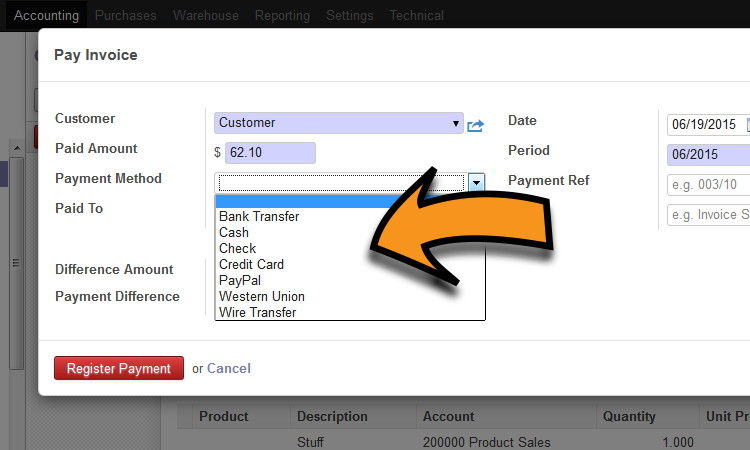 Accounting Purchases Warehouse Reporting Settings Technical
Pay Invoice
Customer Customer
Paid Amount $ 62.10
Payment Method
Paid To
Bank Transfer
Cash
Check
Credit Card
PayPal
Western Union
Wire Transfer
Difference Amount
Payment Difference
Date 06/19/2015
Period 06/2015
Payment Ref e.g. 003/10
e.g. Invoice S
Register Payment or Cancel
Product Description Account Quantity Unit Pr
Stuff 200000 Product Sales 1.000